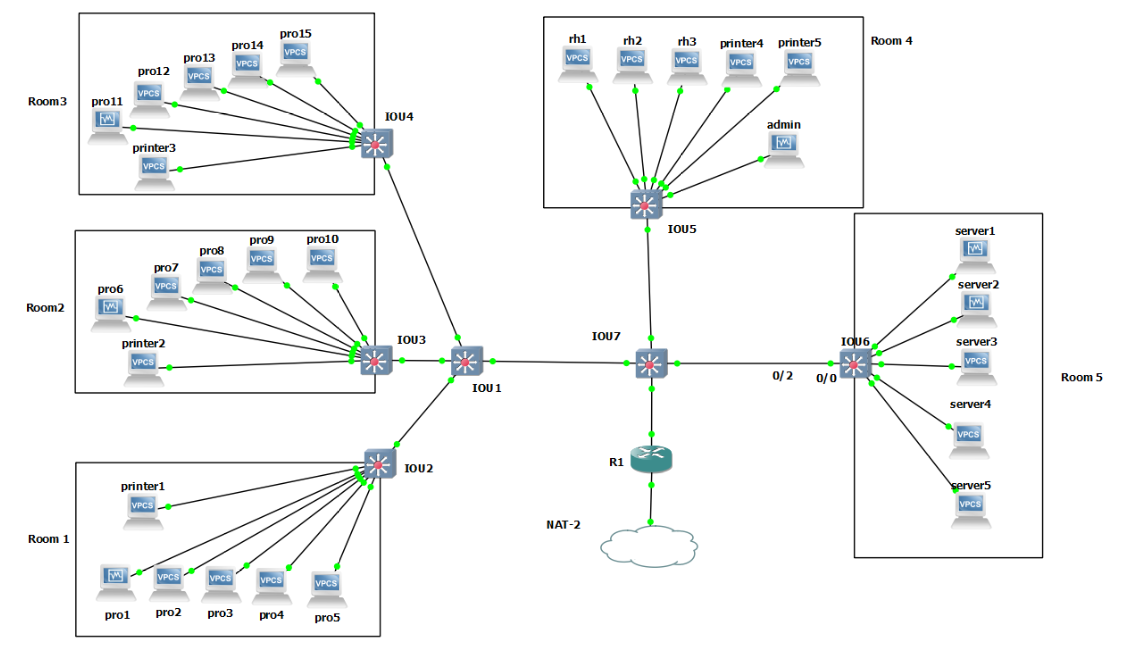 pro15
pro14
pro13
pro12
pro11
printer3
VPCS
VPCS
VPCS
VPCS
VPCS
Room3
IOU4
rh1
rh2
rh3
printer4
printer5
admin
VPCS
VPCS
VPCS
VPCS
VPCS
Room 4
IOU5
pro10
pro9
pro8
pro7
pro6
printer2
VPCS
VPCS
VPCS
VPCS
VPCS
Room2
IOU3
IOU1
IOU7
0/2
0/0
IOU6
server1
server2
server3
VPCS
server4
VPCS
server5
VPCS
Room 5
R1
NAT-2
IOU2
printer1
VPCS
Room 1
VPCS
VPCS
VPCS
VPCS
pro1
pro2
pro3
pro4
pro5